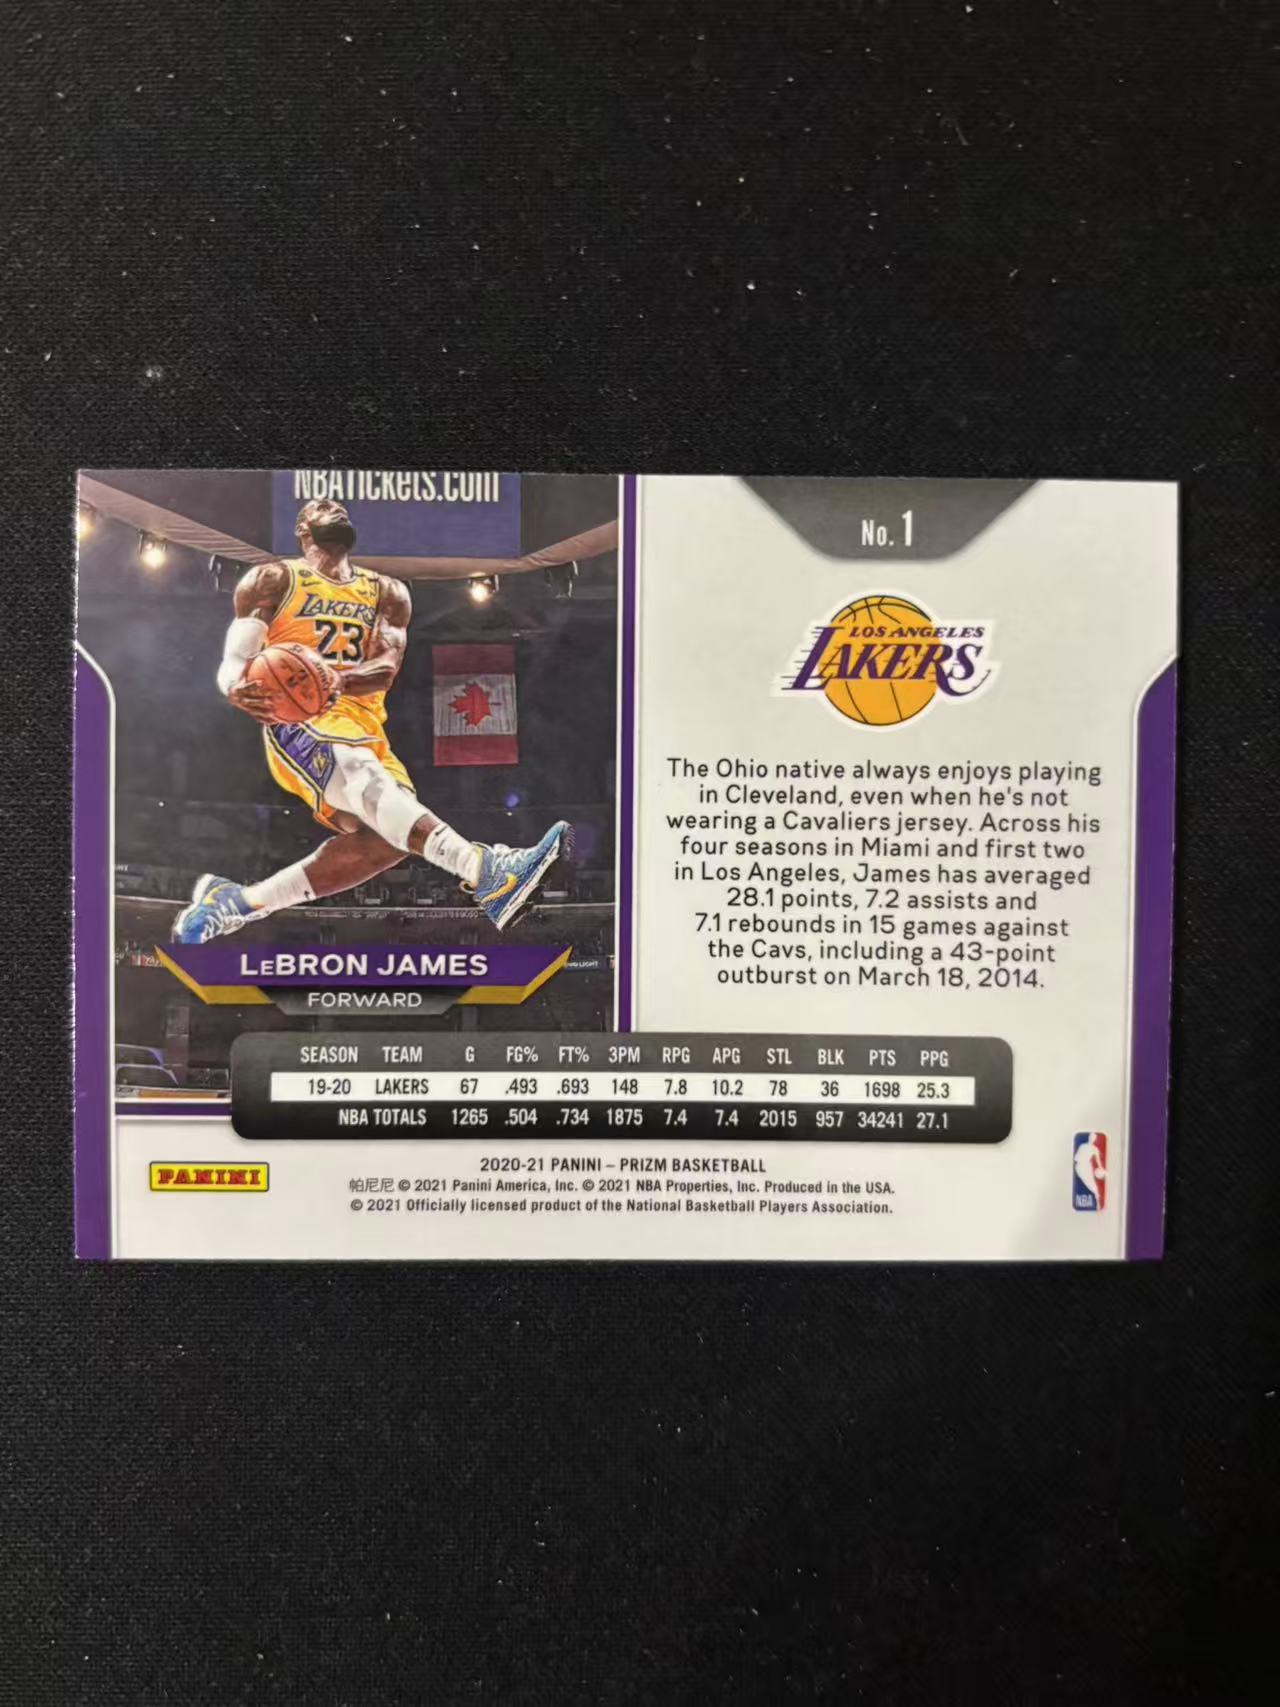 NBATickets.com
LAKERS
23
LEBRON JAMES
FORWARD
No. 1
LOS ANGELES
LAKERS
The Ohio native always enjoys playing
in Cleveland, even when he's not
wearing a Cavaliers jersey. Across his
four seasons in Miami and first two
in Los Angeles, James has averaged
28.1 points, 7.2 assists and
7.1 rebounds in 15 games against
the Cavs, including a 43-point
outburst on March 18, 2014.
SEASON TEAM G FG% FT% 3PM RPG APG STL BLK PTS PPG
19-20 LAKERS 67 .493 .693 148 7.8 10.2 78 36 1698 25.3
NBA TOTALS 1265 .504 .734 1875 7.4 7.4 2015 957 34241 27.1
PANINI
2020-21 PANINI – PRIZM BASKETBALL
帕尼尼 © 2021 Panini America, Inc. © 2021 NBA Properties, Inc. Produced in the USA.
© 2021 Officially licensed product of the National Basketball Players Association.
NBA